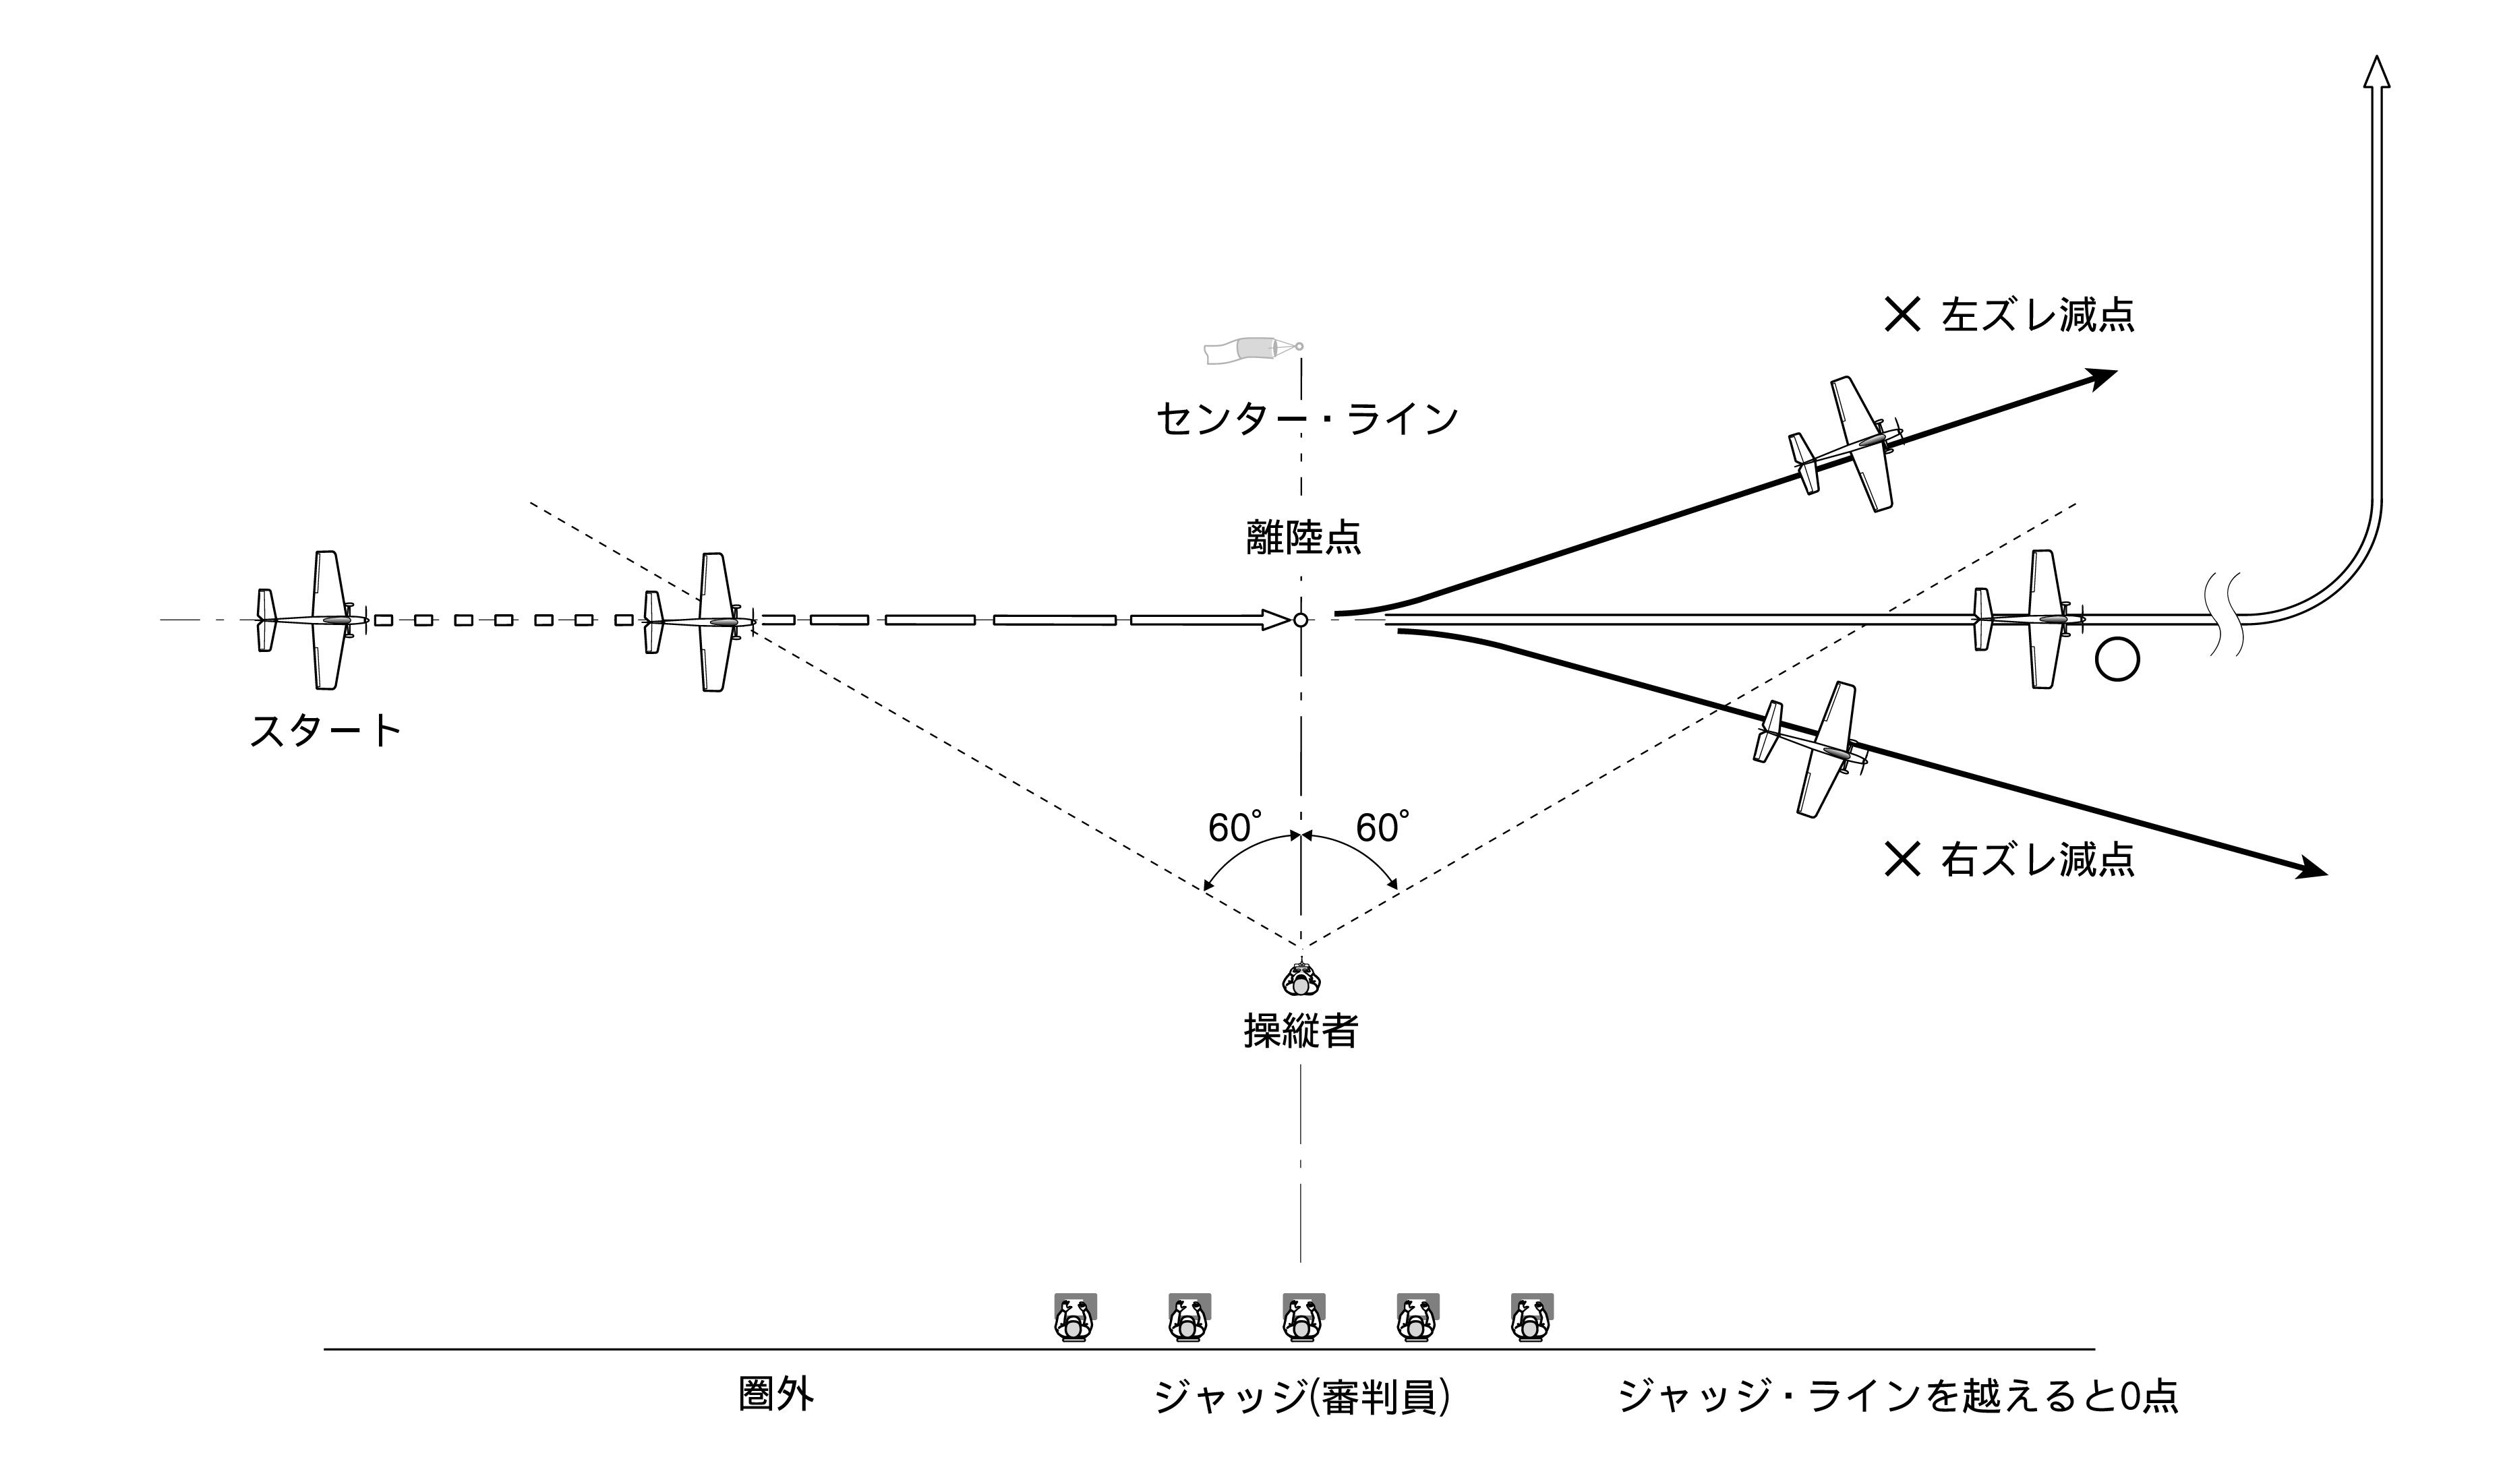 × 左ズレ減点
センター・ライン
離陸点
○
スタート
60° 60°
× 右ズレ減点
操縦者
圏外
ジャッジ(審判員)
ジャッジ・ラインを越えると0点